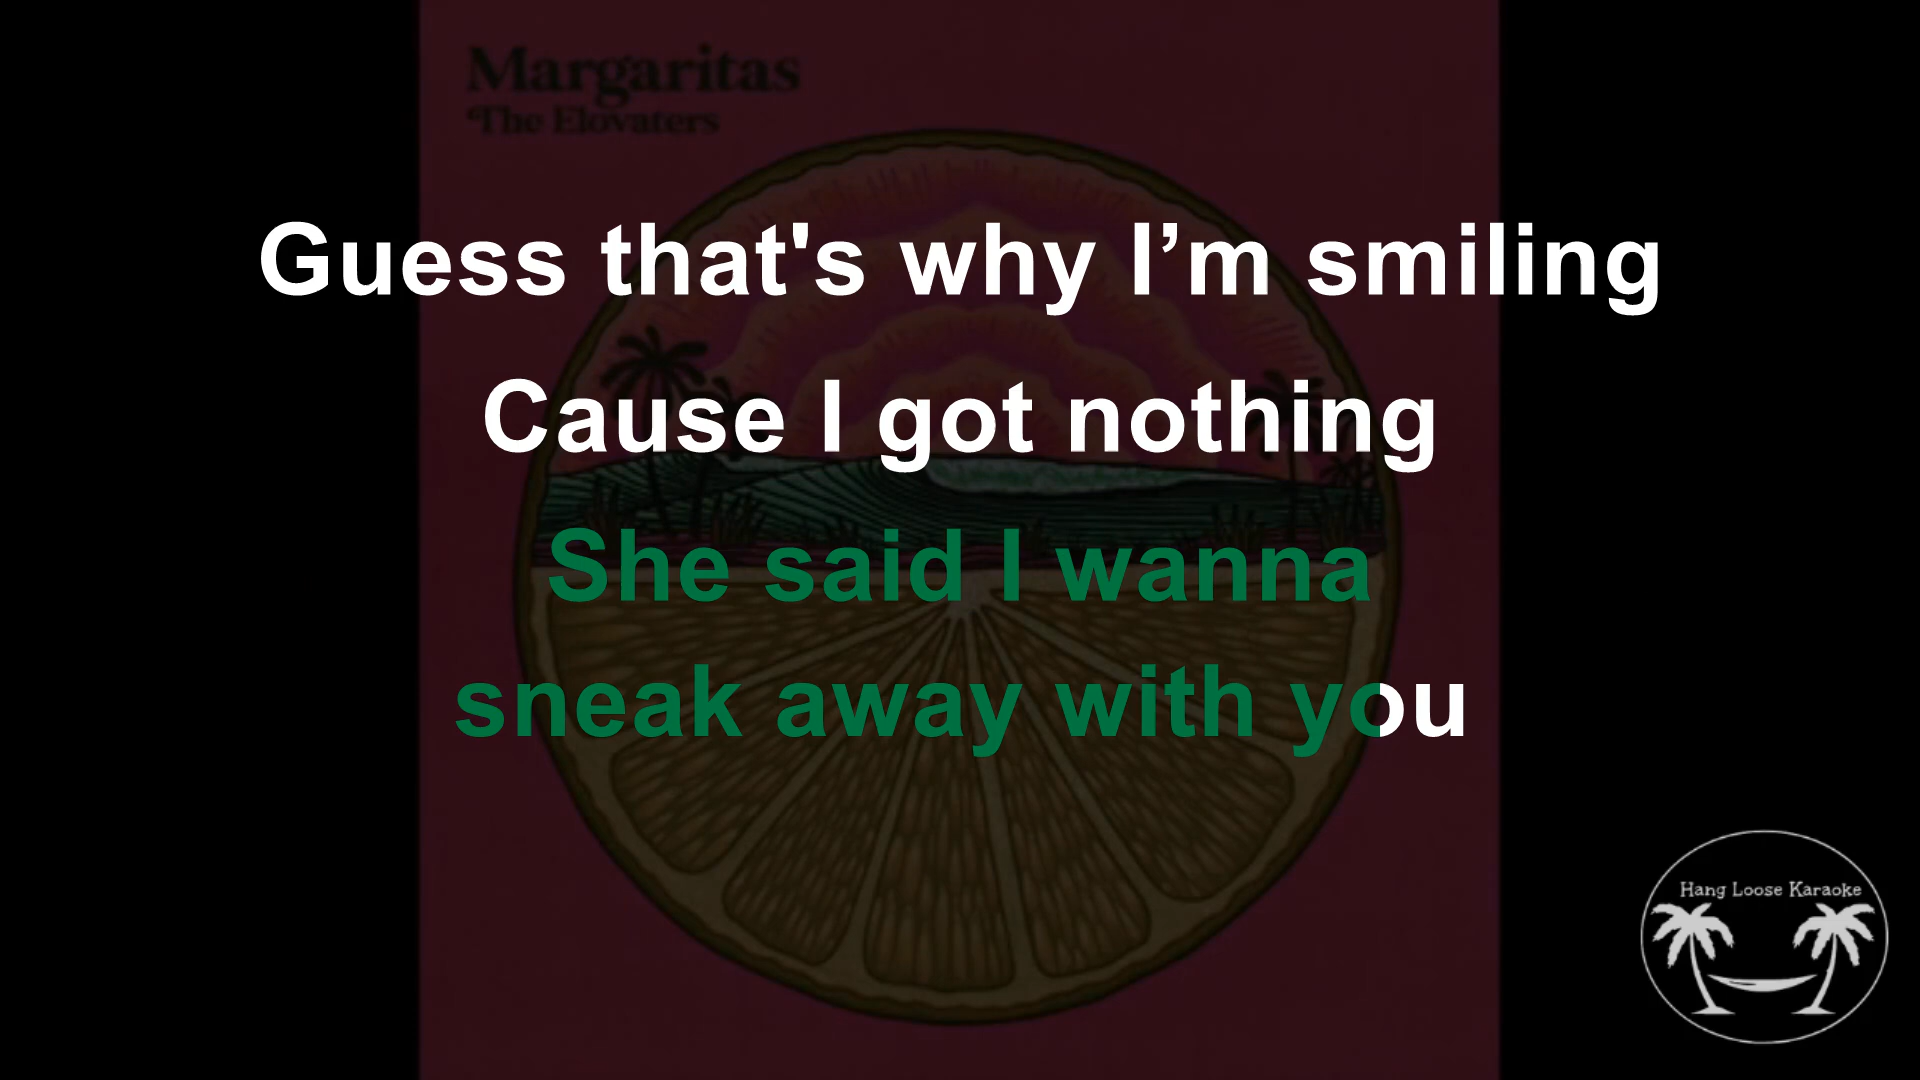 Margaritas
The Elovaters
Guess that's why I’m smiling
Cause I got nothing
She said I wanna
sneak away with you
Hang Loose Karaoke